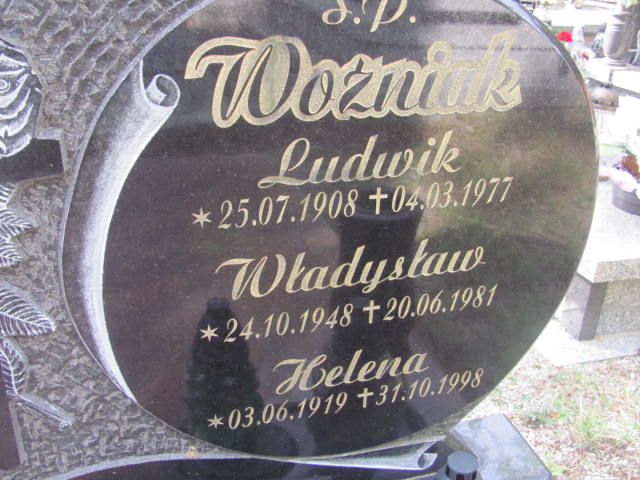 Ś.P.
Woźniak
Ludwik
* 25.07.1908 † 04.03.1977
Władysław
* 24.10.1948 † 20.06.1981
Helena
* 03.06.1919 † 31.10.1998